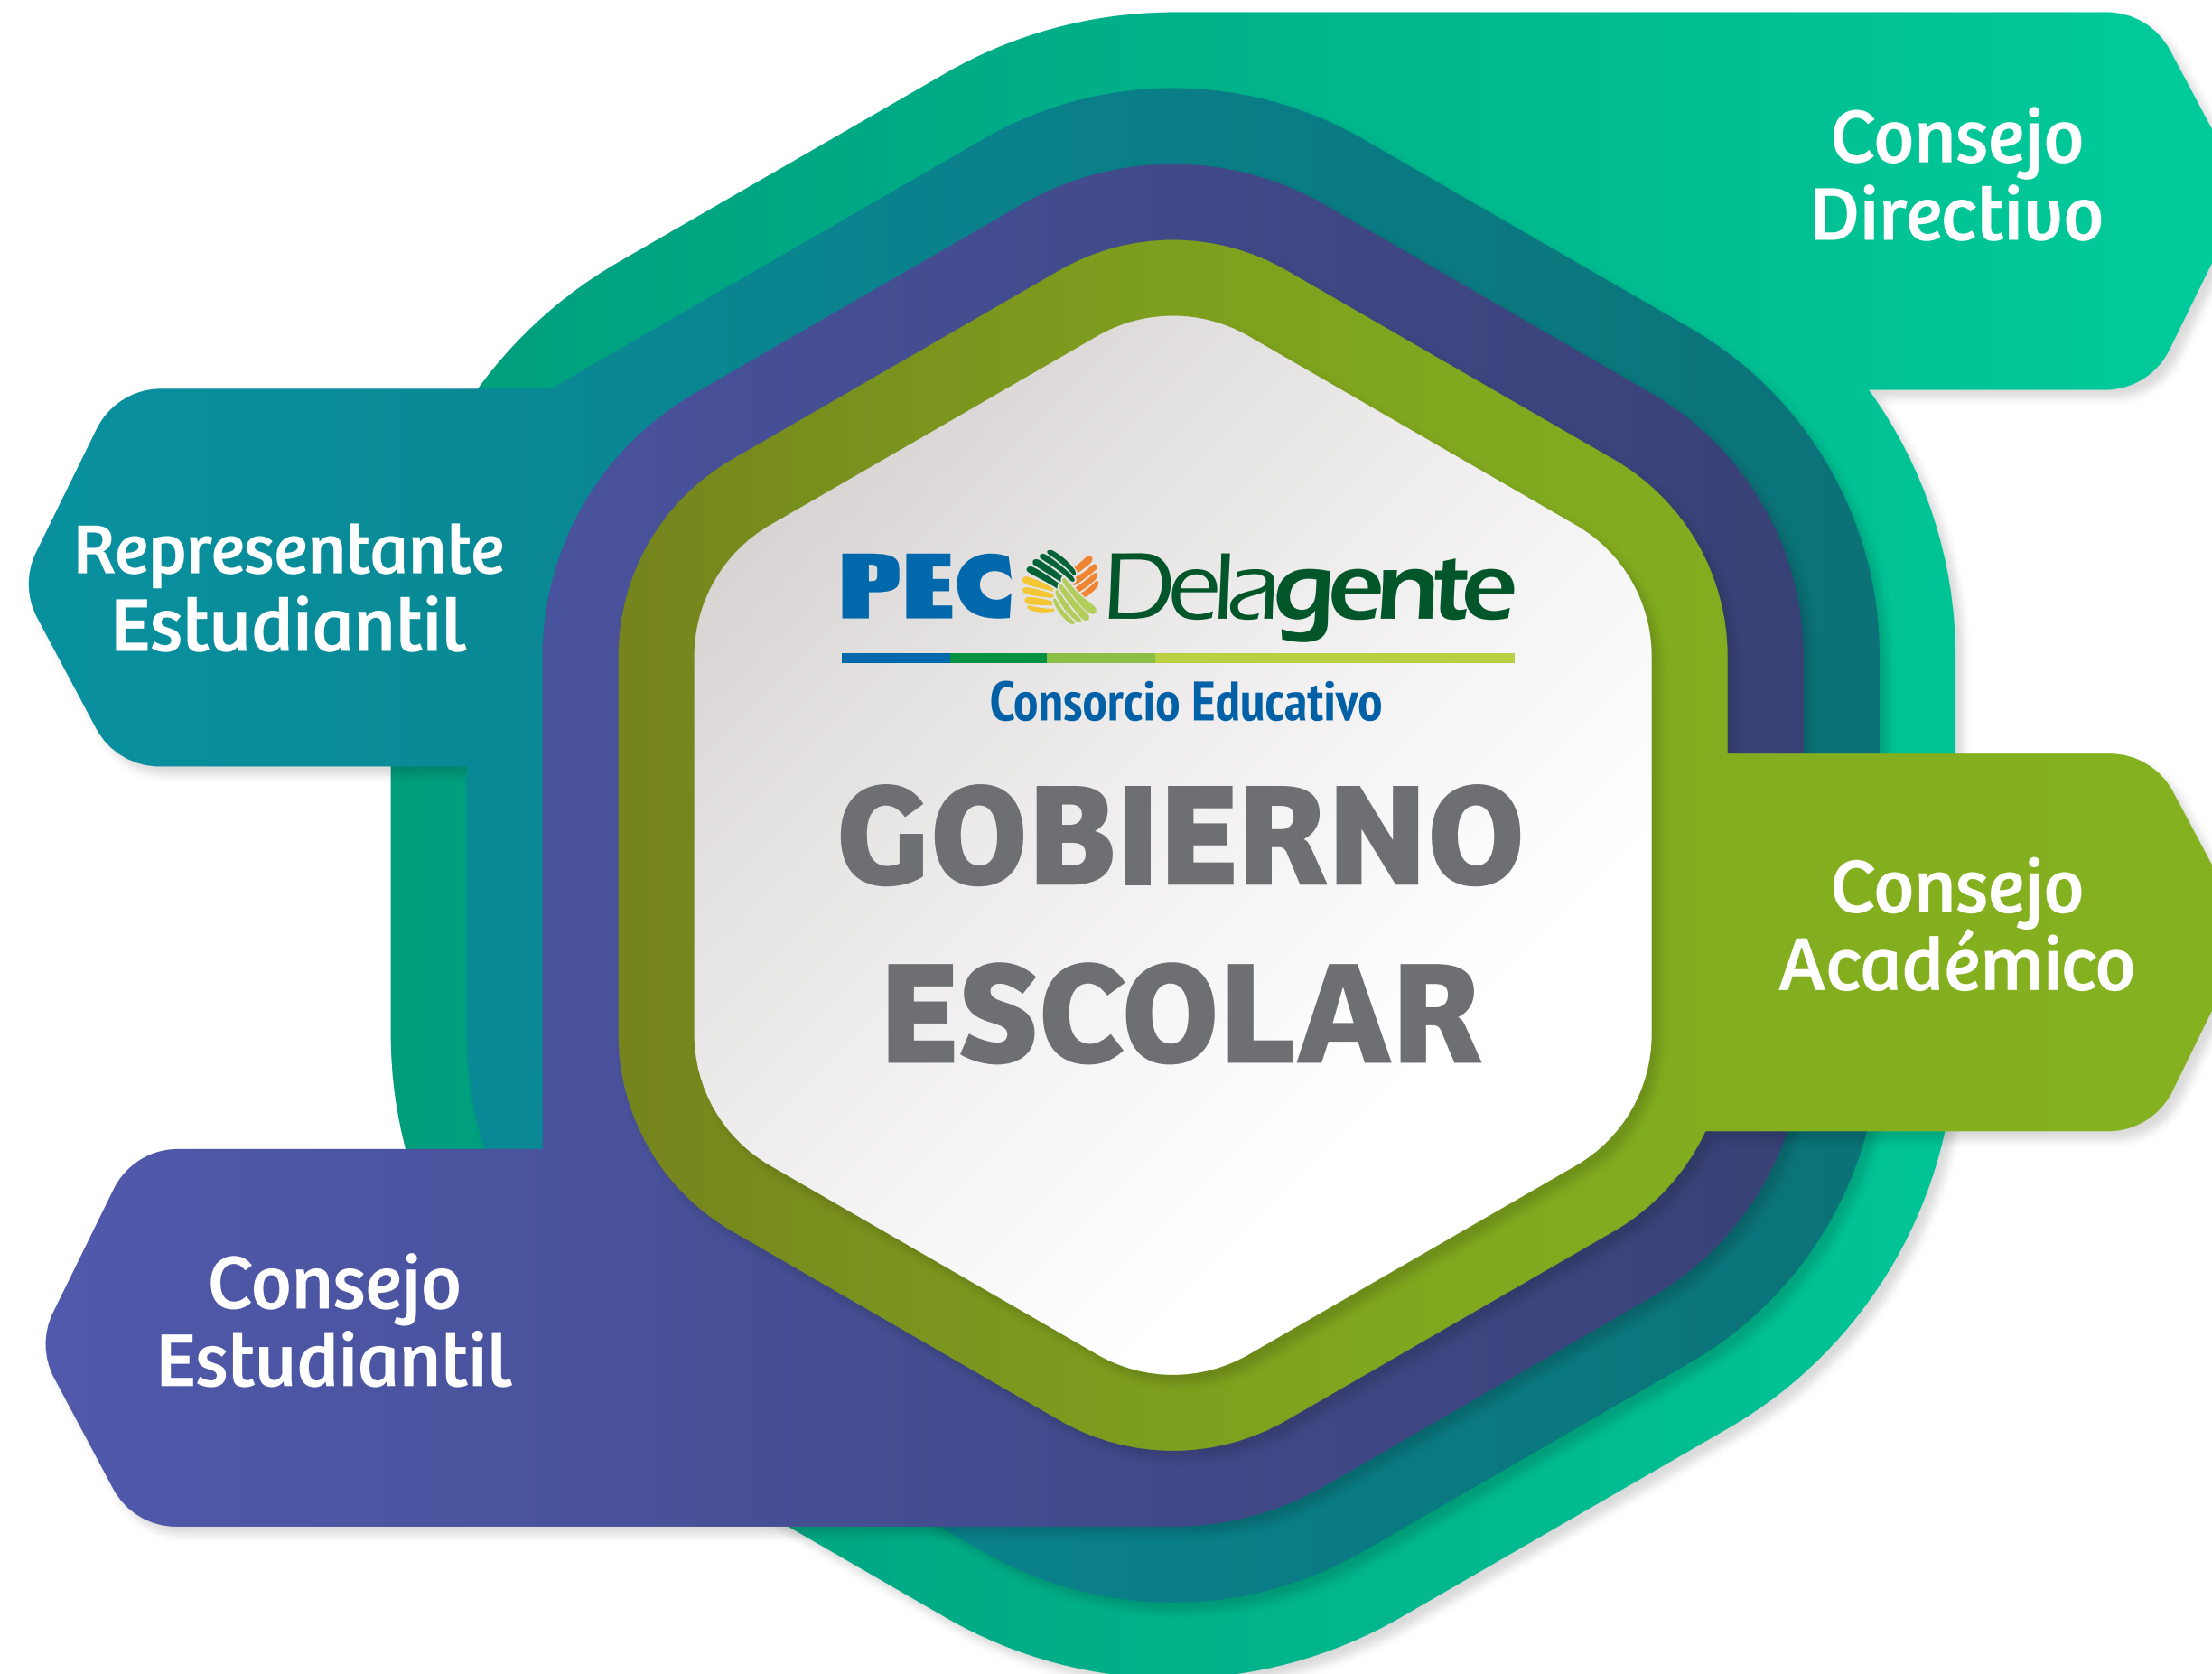 Consejo
Directivo
Representante
Estudiantil
PEC Delagente
Consorcio Educativo
GOBIERNO
ESCOLAR
Consejo
Académico
Consejo
Estudiantil